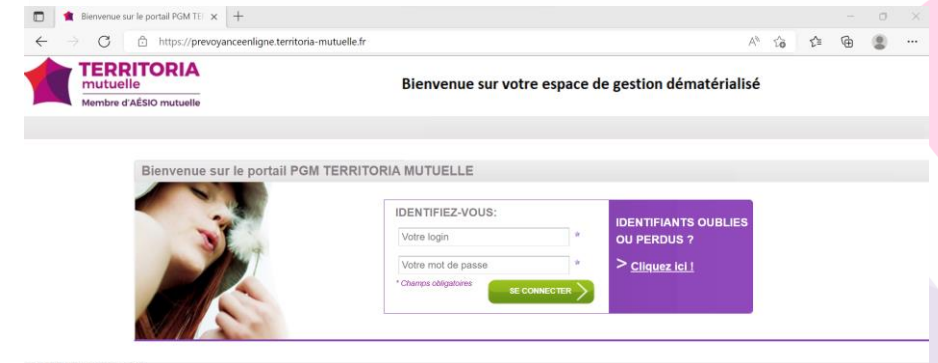 Bienvenue sur le portail PGM TE
https://prevoyanceenligne.territoria-mutuelle.fr
TERRITORIA
mutuelle
Membre d'AÉSIO mutuelle
Bienvenue sur votre espace de gestion dématérialisé
Bienvenue sur le portail PGM TERRITORIA MUTUELLE
IDENTIFIEZ-VOUS:
Votre login *
Votre mot de passe *
* Champs obligatoires
SE CONNECTER
IDENTIFIANTS OUBLIES
OU PERDUS ?
> Cliquez ici !